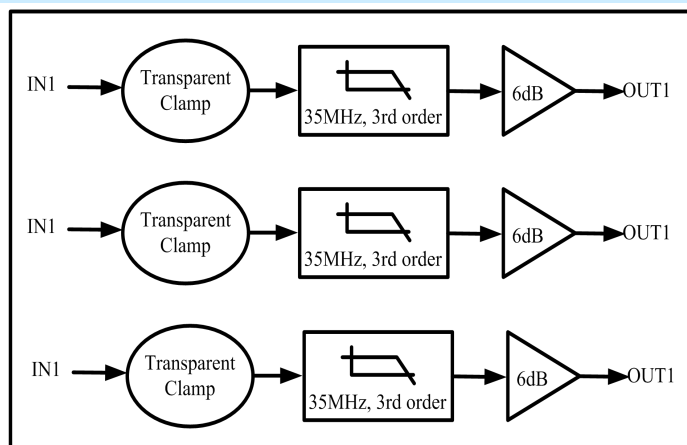 IN1
Transparent
Clamp
35MHz, 3rd order
6dB
OUT1
IN1
Transparent
Clamp
35MHz, 3rd order
6dB
OUT1
IN1
Transparent
Clamp
35MHz, 3rd order
6dB
OUT1